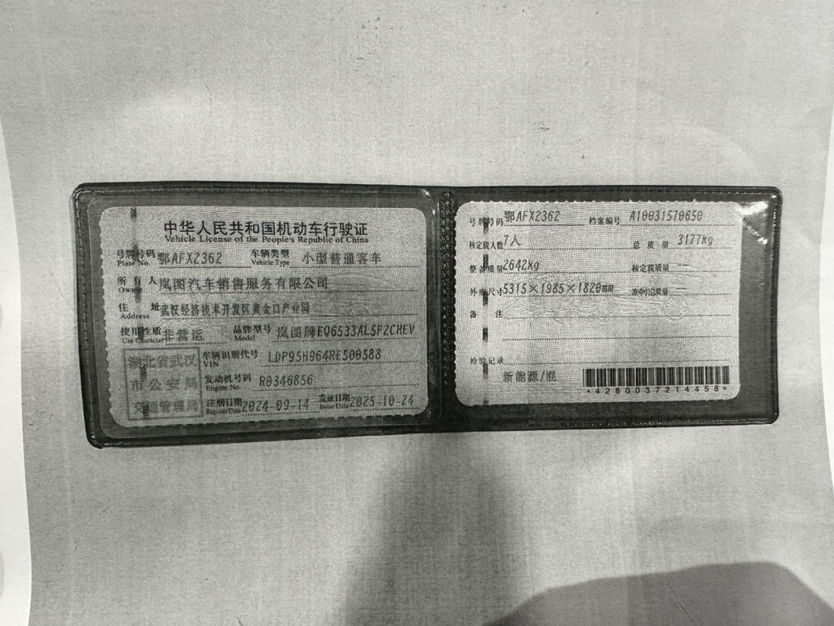 中华人民共和国机动车行驶证
Vehicle License of the People's Republic of China
号牌号码 鄂AFX2362 车辆类型 小型普通客车
Plate No. Vehicle Type
所有人 岚图汽车销售服务有限公司
Owner
住址 武汉经济技术开发区黄金口产业园
Address
使用性质 非营运 品牌型号 岚图牌EQ6533AL5F2CHEV
Use Character Model
湖北省武汉市公安局交通管理局
车辆识别代号 LDP95H964RE500588
VIN
发动机号码 R0346856
Engine No.
注册日期 2024-09-14 发证日期 2025-10-24
Register Date Issue Date
号牌号码 鄂AFX2362 档案编号 A10031570650
核定载人数 7人 总质量 3177kg
整备质量 2642kg 核定载质量 --
外廓尺寸 5315×1985×1820mm 准牵引总质量 --
备注
检验记录
新能源/混
*4280037214458*